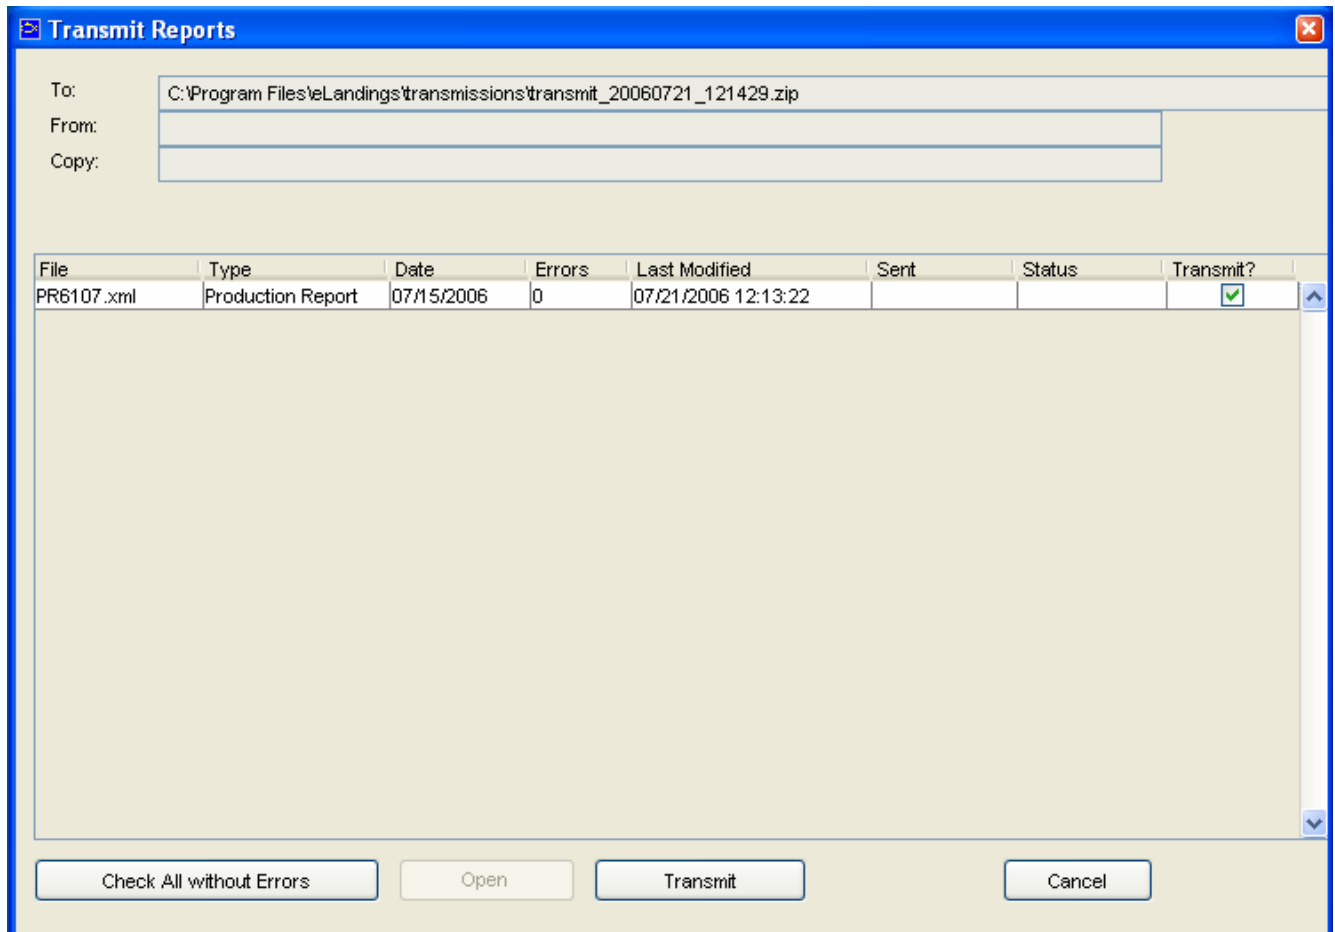 Transmit Reports
To: C:\Program Files\eLandings\transmissions\transmit_20060721_121429.zip
From:
Copy:
File Type Date Errors Last Modified Sent Status Transmit?
PR6107.xml Production Report 07/15/2006 0 07/21/2006 12:13:22
Check All without Errors Open Transmit Cancel